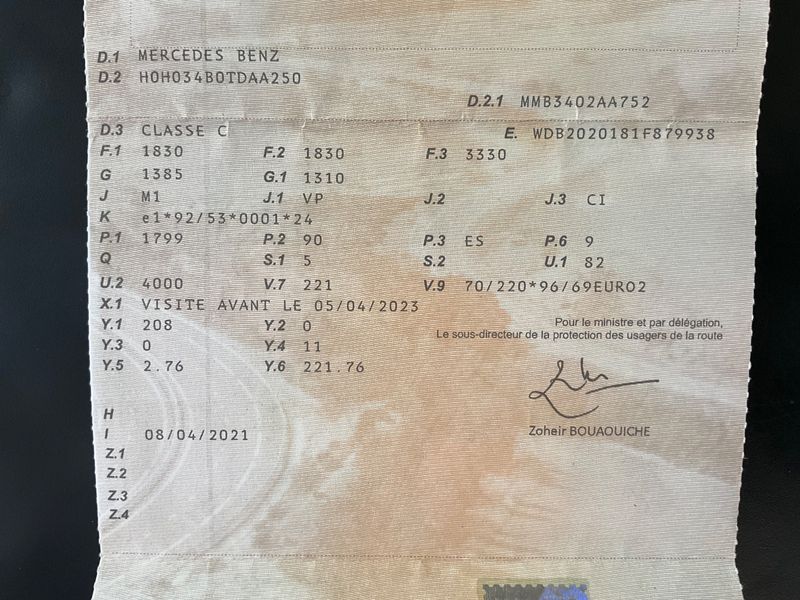 D.1 MERCEDES BENZ
D.2 H0H034B0TDAA250
D.2.1 MMB3402AA752
D.3 CLASSE C E. WDB2020181F879938
F.1 1830 F.2 1830 F.3 3330
G 1385 G.1 1310
J M1 J.1 VP J.2 J.3 CI
K e1*92/53*0001*24
P.1 1799 P.2 90 P.3 ES P.6 9
Q S.1 5 S.2 U.1 82
U.2 4000 V.7 221 V.9 70/220*96/69EURO2
X.1 VISITE AVANT LE 05/04/2023
Y.1 208 Y.2 0
Pour le ministre et par délégation,
Le sous-directeur de la protection des usagers de la route
Y.3 0 Y.4 11
Y.5 2.76 Y.6 221.76
H
Zoheir BOUAOUICHE
I 08/04/2021
Z.1
Z.2
Z.3
Z.4